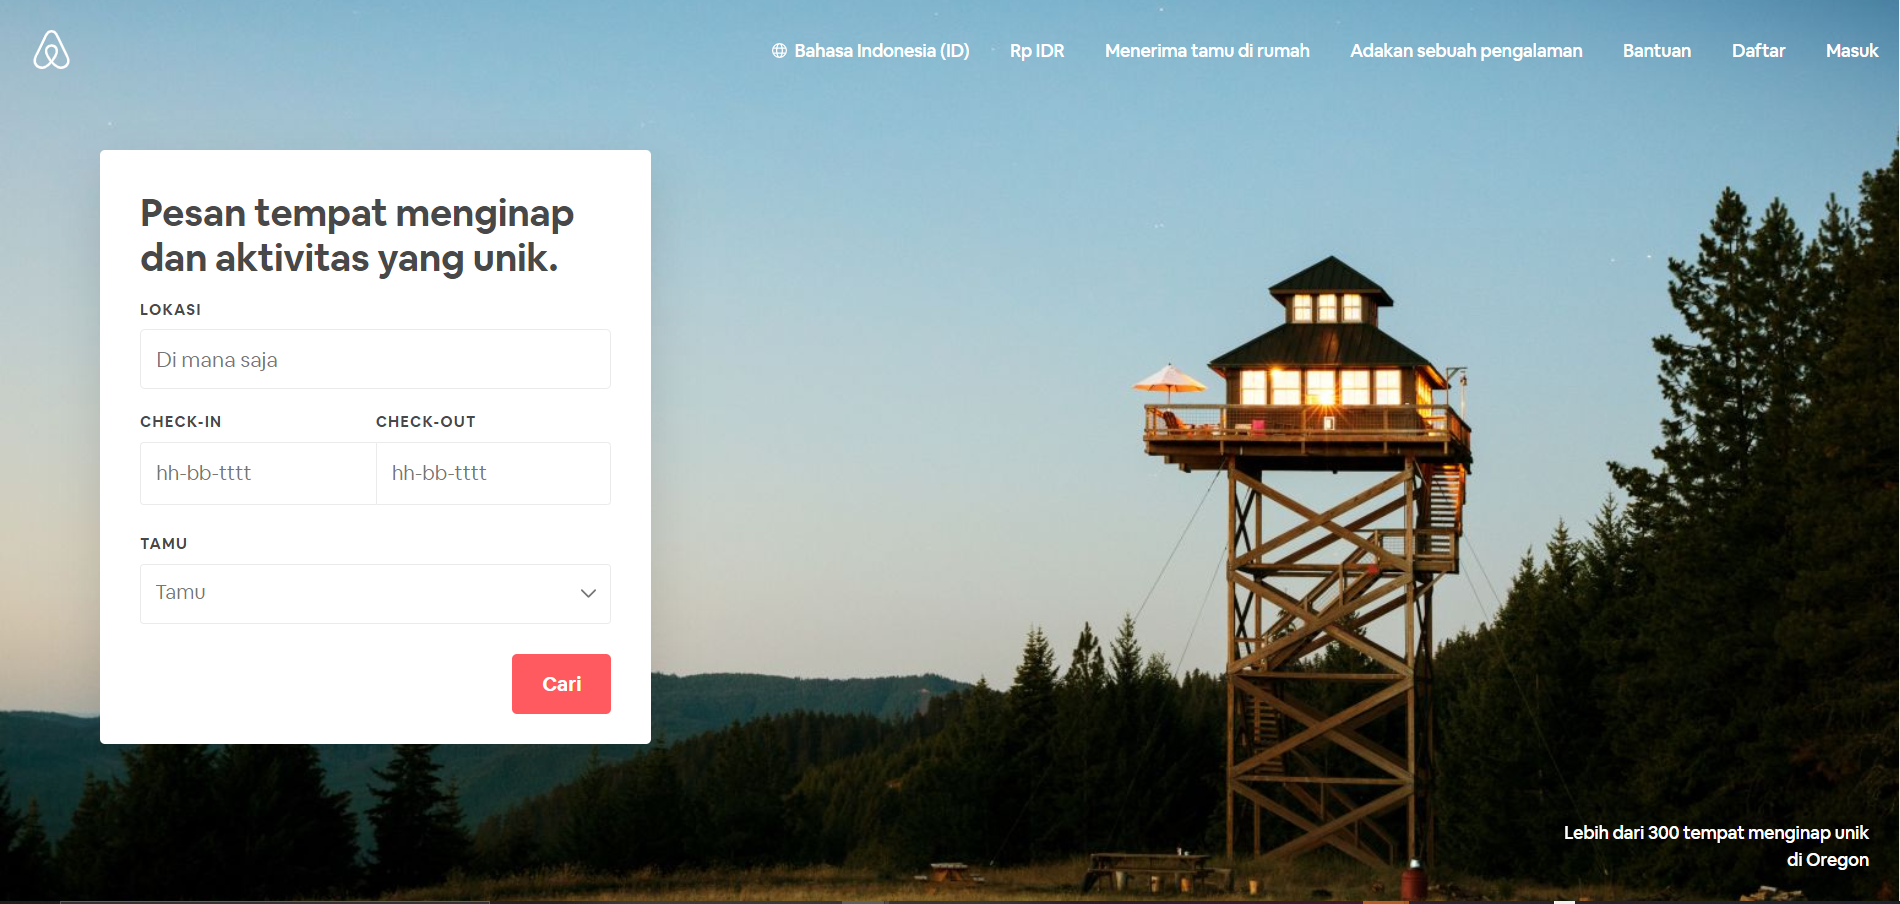 Bahasa Indonesia (ID) Rp IDR Menerima tamu di rumah Adakan sebuah pengalaman Bantuan Daftar Masuk
Pesan tempat menginap
dan aktivitas yang unik.
LOKASI
Di mana saja
CHECK-IN CHECK-OUT
hh-bb-tttt hh-bb-tttt
TAMU
Tamu
Cari
Lebih dari 300 tempat menginap unik
di Oregon